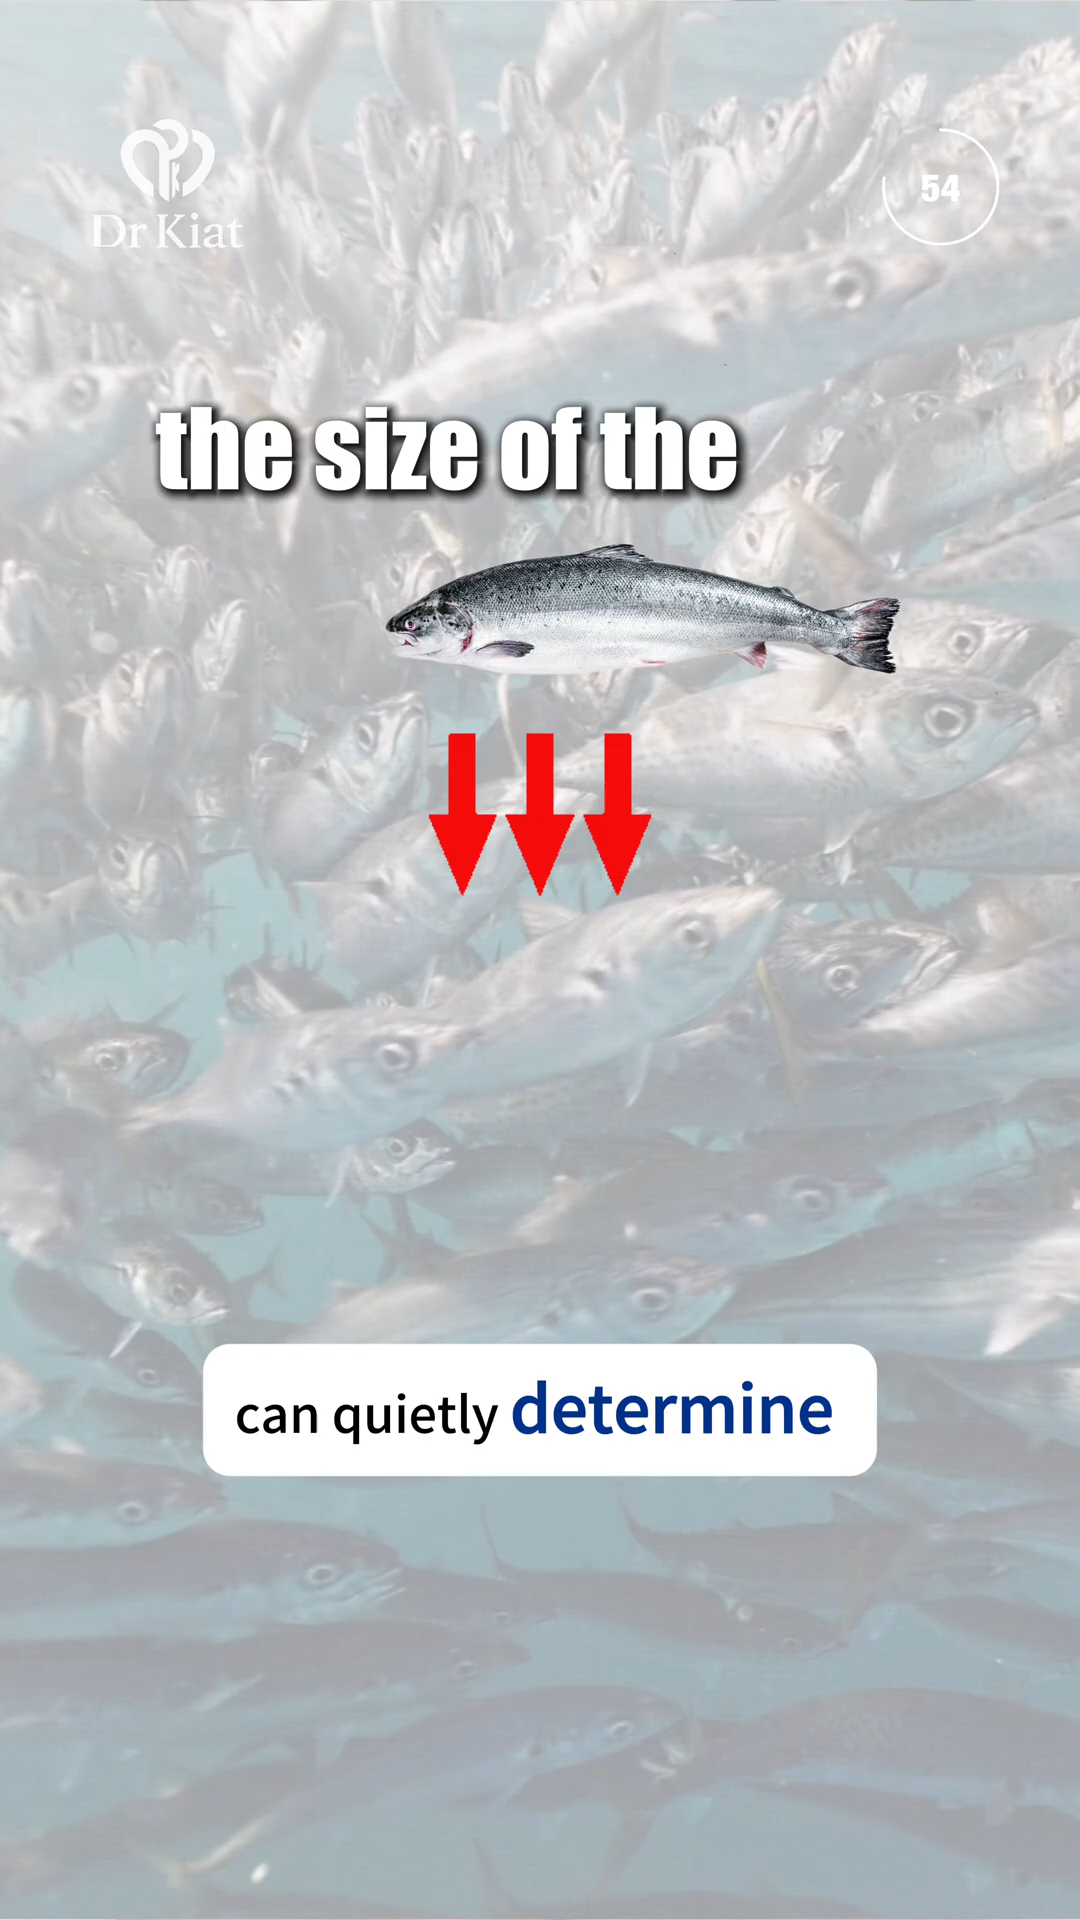 Dr Kiat
54
the size of the
can quietly determine